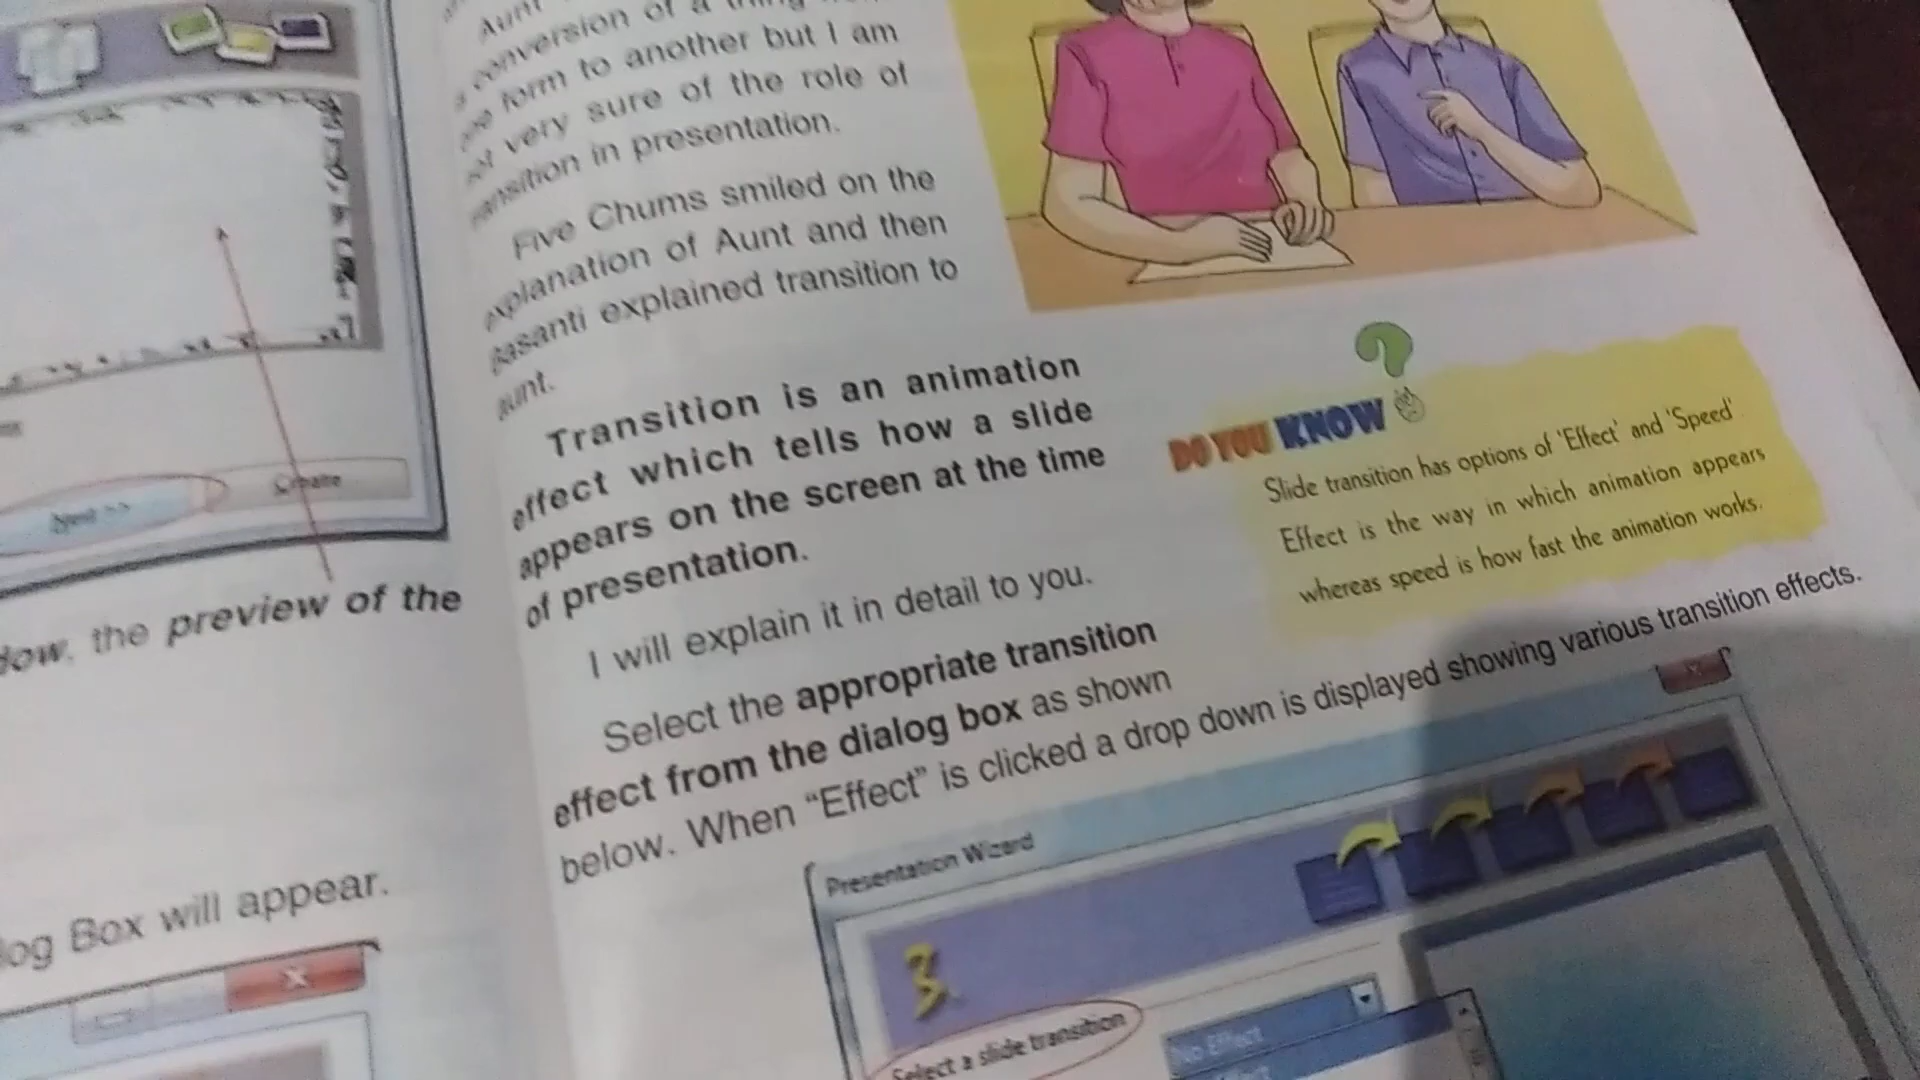 Aunt
conversion of a thing
form to another but I am
very sure of the role of
in presentation.
Five Chums smiled on the
explanation of Aunt and then
explained transition to
aunt.
Transition is an animation
effect which tells how a slide
appears on the screen at the time
of presentation.
I will explain it in detail to you.
Select the appropriate transition
effect from the dialog box as shown
below. When “Effect” is clicked a drop down is displayed showing various transition effects.
DO YOU KNOW
Slide transition has options of 'Effect' and 'Speed'
Effect is the way in which animation appears
whereas speed is how fast the animation works.
Presentation Wizard
3.
Select a slide transition
No Effect
Next >>
Create
the preview of the
Box will appear.